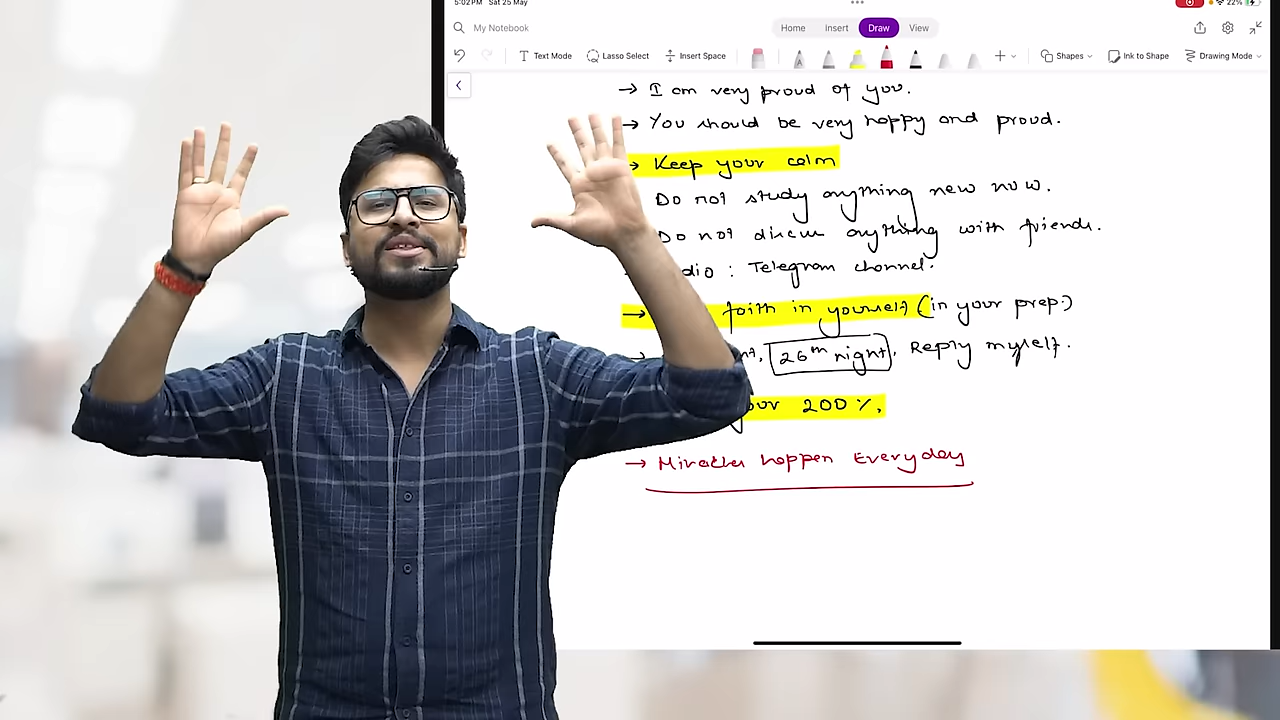 5:02PM Sat 25 May
22%
My Notebook
Home Insert Draw View
Text Mode Lasso Select Insert Space Shapes Ink to Shape Drawing Mode
→ I am very proud of you.
→ You should be very happy and proud.
→ Keep your calm
Do not study anything new now.
Do not discuss anything with friends.
dio : Telegram channel.
→ faith in yourself (in your prep.)
nt, 26th night, Reply myself.
our 200%.
→ Miracles happen Everyday